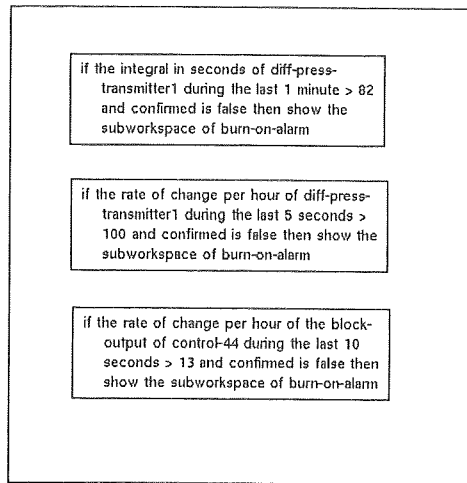 if the integral in seconds of diff-press-
transmitter1 during the last 1 minute > 82
and confirmed is false then show the
subworkspace of burn-on-alarm
if the rate of change per hour of diff-press-
transmitter1 during the last 5 seconds >
100 and confirmed is false then show the
subworkspace of burn-on-alarm
if the rate of change per hour of the block-
output of control-44 during the last 10
seconds > 13 and confirmed is false then
show the subworkspace of burn-on-alarm